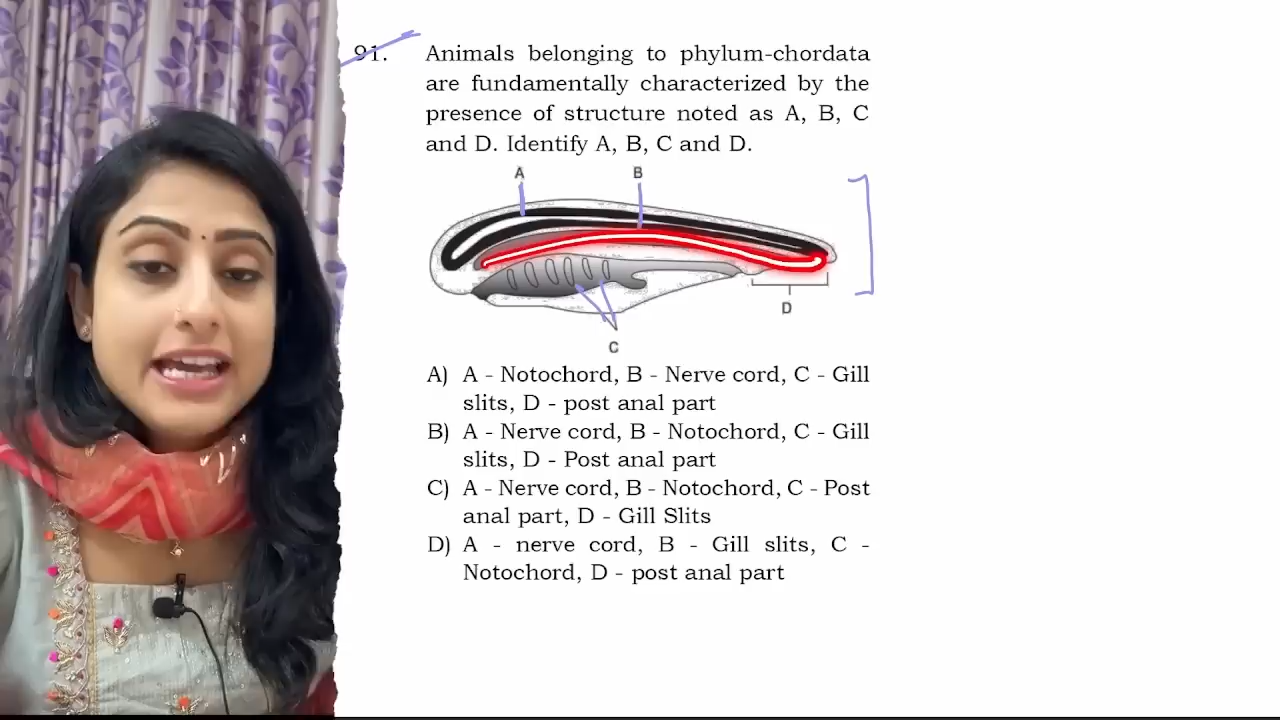 91. Animals belonging to phylum-chordata
are fundamentally characterized by the
presence of structure noted as A, B, C
and D. Identify A, B, C and D.
A B
D
C
A) A - Notochord, B - Nerve cord, C - Gill
slits, D - post anal part
B) A - Nerve cord, B - Notochord, C - Gill
slits, D - Post anal part
C) A - Nerve cord, B - Notochord, C - Post
anal part, D - Gill Slits
D) A - nerve cord, B - Gill slits, C -
Notochord, D - post anal part